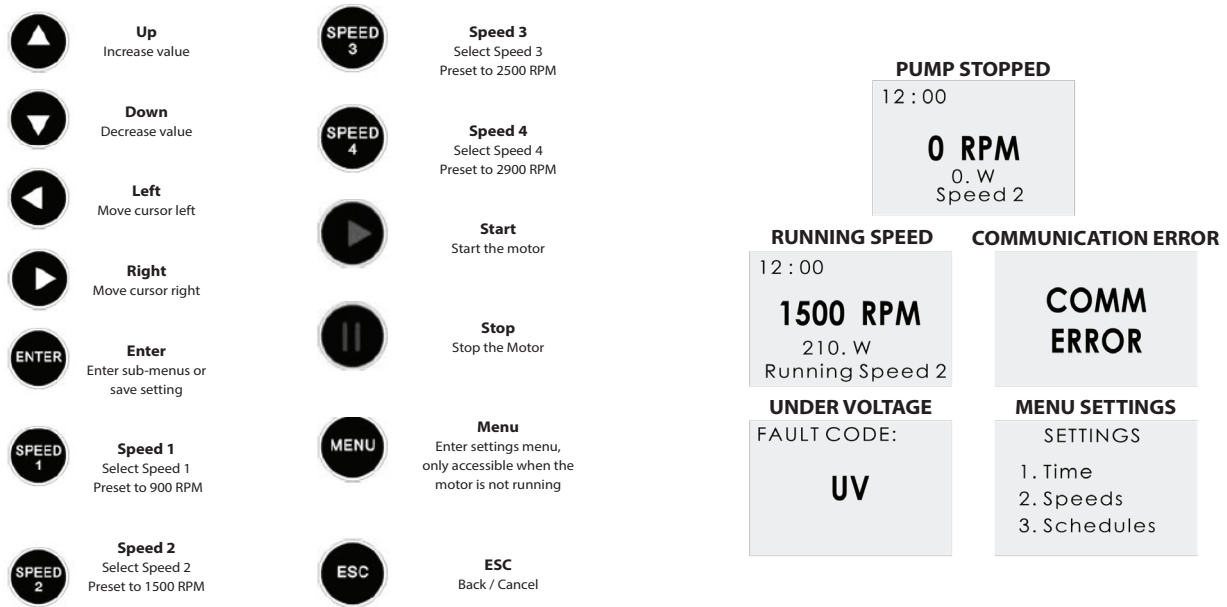 Up
Increase value
Down
Decrease value
Left
Move cursor left
Right
Move cursor right
ENTER
Enter
Enter sub-menus or
save setting
SPEED
1
Speed 1
Select Speed 1
Preset to 900 RPM
SPEED
2
Speed 2
Select Speed 2
Preset to 1500 RPM
SPEED
3
Speed 3
Select Speed 3
Preset to 2500 RPM
SPEED
4
Speed 4
Select Speed 4
Preset to 2900 RPM
Start
Start the motor
Stop
Stop the Motor
MENU
Menu
Enter settings menu,
only accessible when the
motor is not running
ESC
ESC
Back / Cancel
PUMP STOPPED
12:00
0 RPM
0. W
Speed 2
RUNNING SPEED
12:00
1500 RPM
210. W
Running Speed 2
COMMUNICATION ERROR
COMM
ERROR
UNDER VOLTAGE
FAULT CODE:
UV
MENU SETTINGS
SETTINGS
1. Time
2. Speeds
3. Schedules